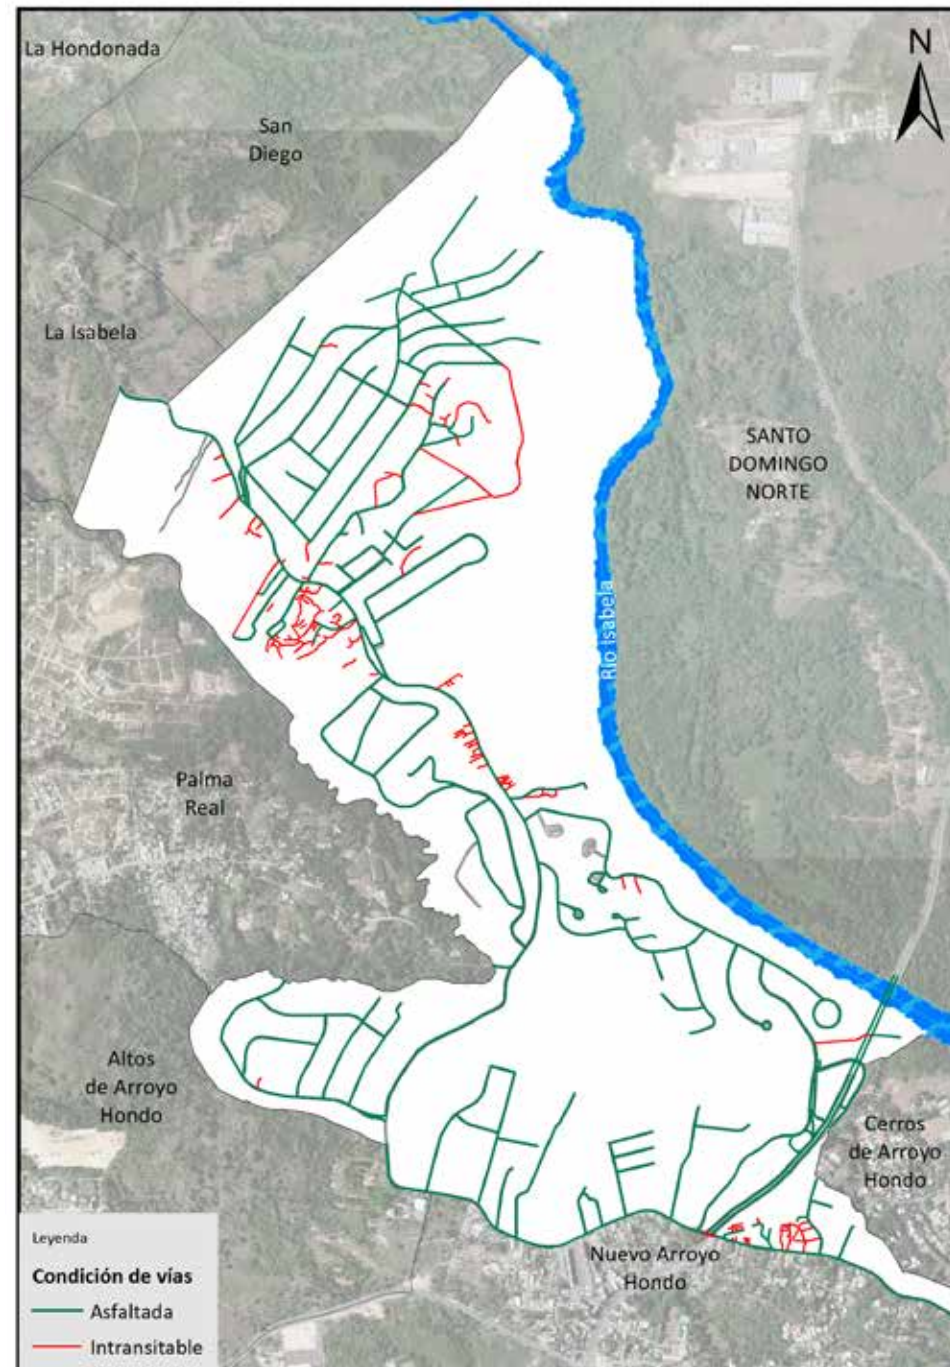 La Hondonada
N
San
Diego
La Isabela
SANTO
DOMINGO
NORTE
Río Isabela
Palma
Real
Altos
de Arroyo
Hondo
Cerros
de Arroyo
Hondo
Nuevo Arroyo
Hondo
Leyenda
Condición de vías
Asfaltada
Intransitable